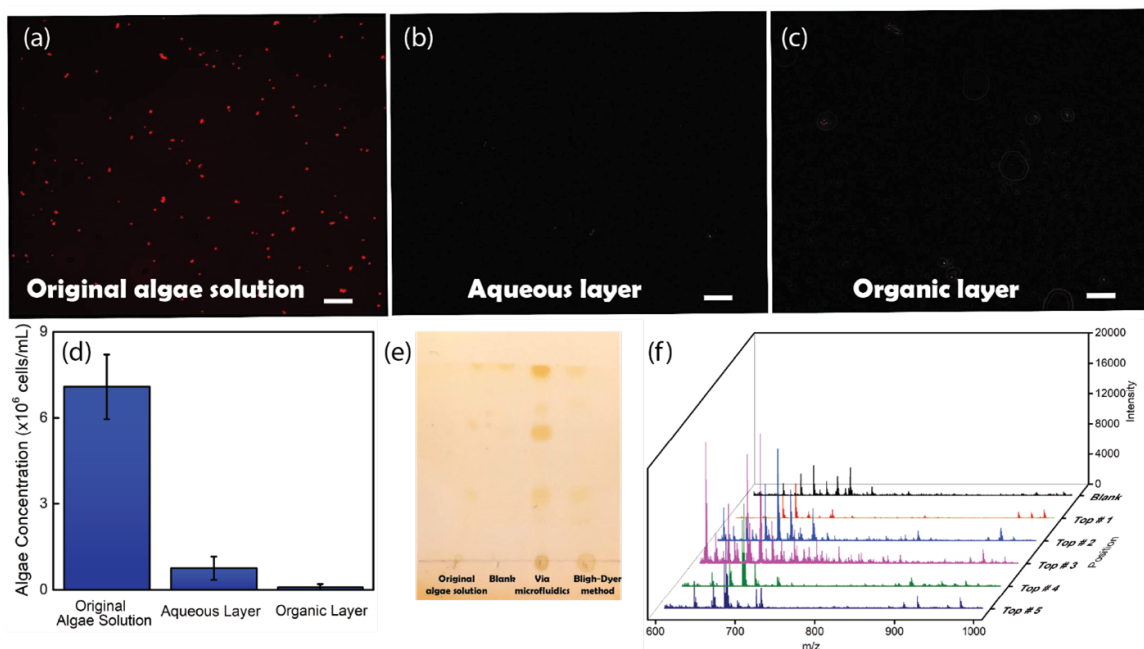 (a)
Original algae solution
(b)
Aqueous layer
(c)
Organic layer
(d)
Algae Concentration (x10⁶ cells/mL)
9
6
3
0
Original
Algae Solution
Aqueous Layer
Organic Layer
(e)
Original
algae solution
Blank
Via
microfluidics
Bligh-Dyer
method
(f)
20000
16000
12000
8000
4000
0
Intensity
Blank
Top # 1
Top # 2
Top # 3
Top # 4
Top # 5
Position
600
700
800
900
1000
m/z